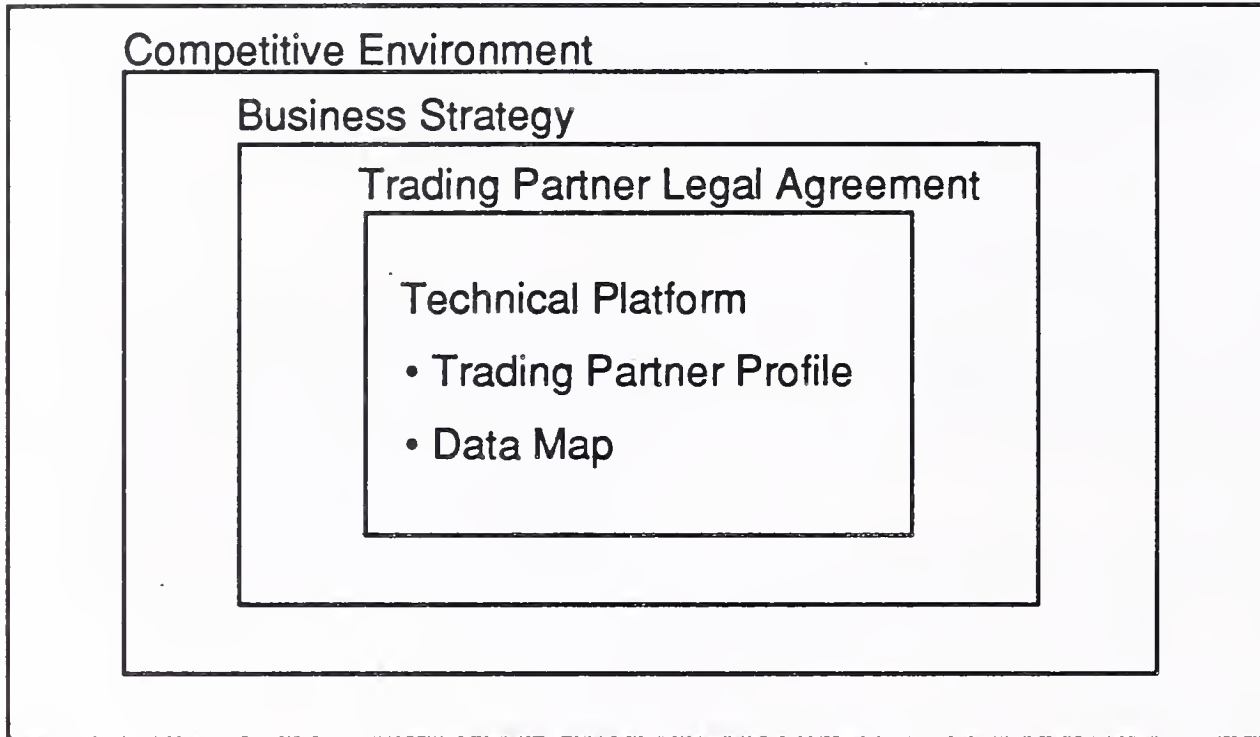 Competitive Environment
Business Strategy
Trading Partner Legal Agreement
Technical Platform
• Trading Partner Profile
• Data Map